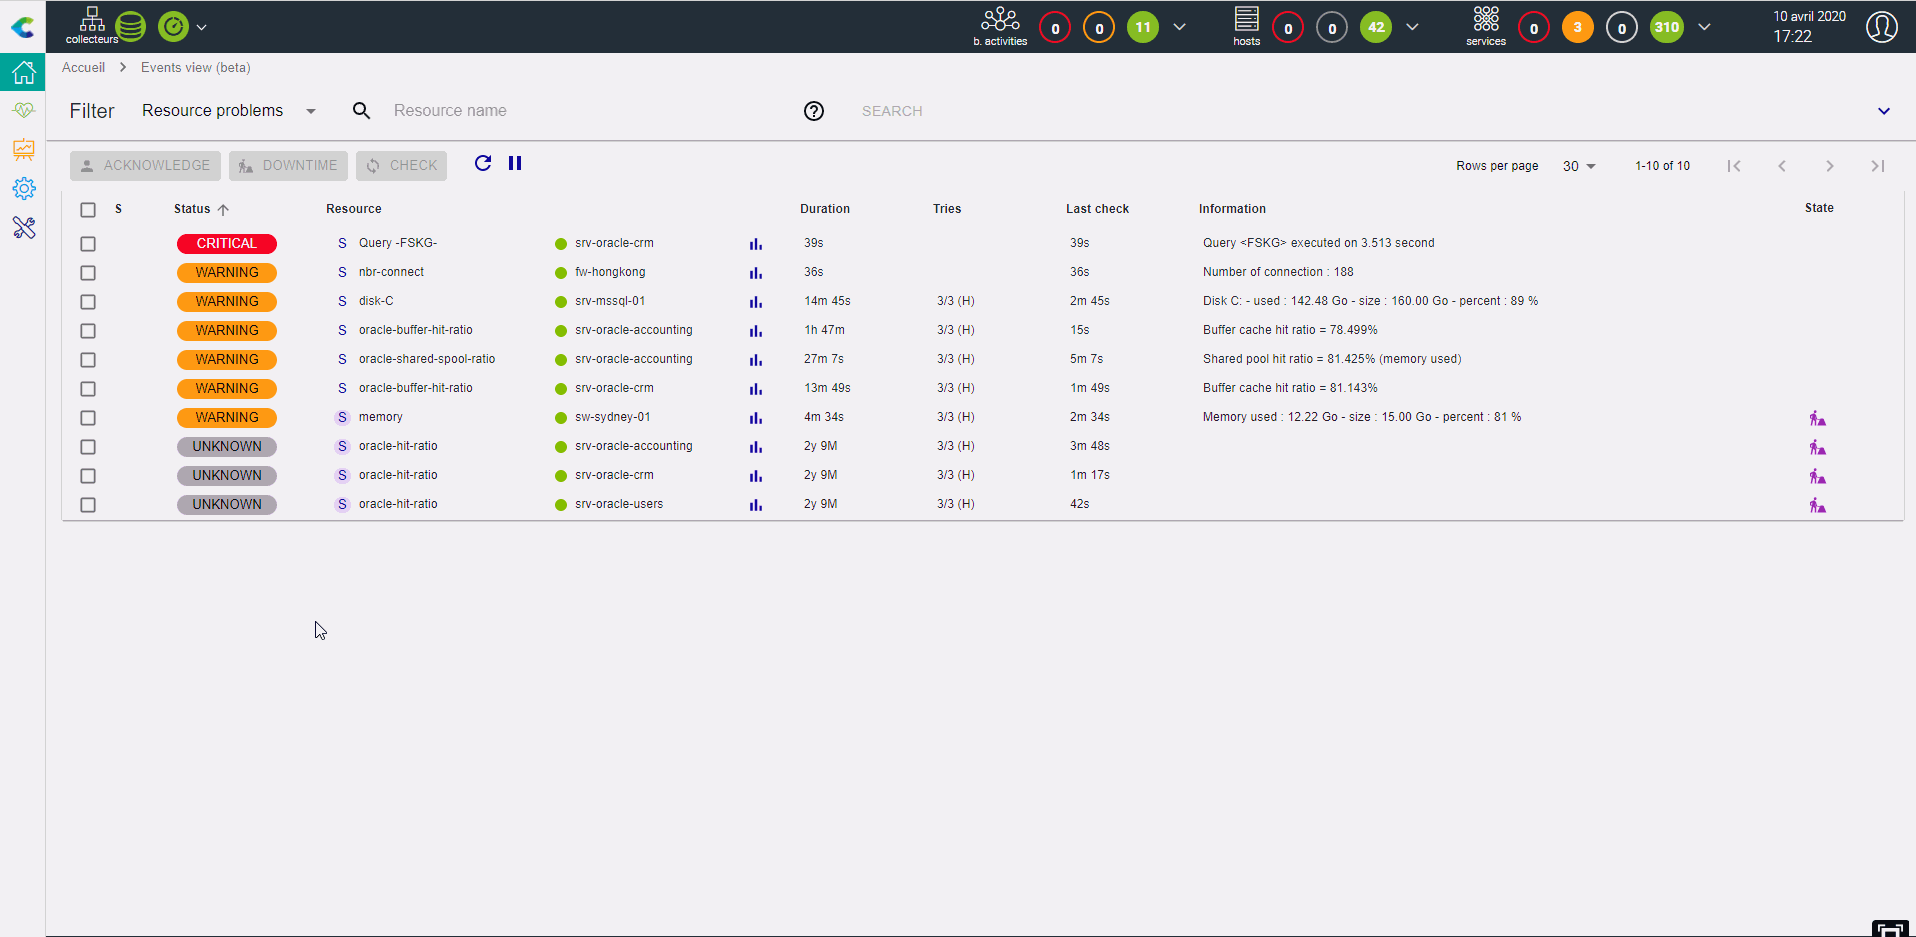 collecteurs
b. activities 0 0 11
hosts 0 0 42
services 0 3 0 310
10 avril 2020
17:22
Accueil > Events view (beta)
Filter Resource problems Resource name ? SEARCH
ACKNOWLEDGE DOWNTIME CHECK Rows per page 30 1-10 of 10
S Status Resource Duration Tries Last check Information State
CRITICAL S Query -FSKG- srv-oracle-crm 39s 39s Query <FSKG> executed on 3.513 second
WARNING S nbr-connect fw-hongkong 36s 36s Number of connection : 188
WARNING S disk-C srv-mssql-01 14m 45s 3/3 (H) 2m 45s Disk C: - used : 142.48 Go - size : 160.00 Go - percent : 89 %
WARNING S oracle-buffer-hit-ratio srv-oracle-accounting 1h 47m 3/3 (H) 15s Buffer cache hit ratio = 78.499%
WARNING S oracle-shared-spool-ratio srv-oracle-accounting 27m 7s 3/3 (H) 5m 7s Shared pool hit ratio = 81.425% (memory used)
WARNING S oracle-buffer-hit-ratio srv-oracle-crm 13m 49s 3/3 (H) 1m 49s Buffer cache hit ratio = 81.143%
WARNING S memory sw-sydney-01 4m 34s 3/3 (H) 2m 34s Memory used : 12.22 Go - size : 15.00 Go - percent : 81 %
UNKNOWN S oracle-hit-ratio srv-oracle-accounting 2y 9M 3/3 (H) 3m 48s
UNKNOWN S oracle-hit-ratio srv-oracle-crm 2y 9M 3/3 (H) 1m 17s
UNKNOWN S oracle-hit-ratio srv-oracle-users 2y 9M 3/3 (H) 42s